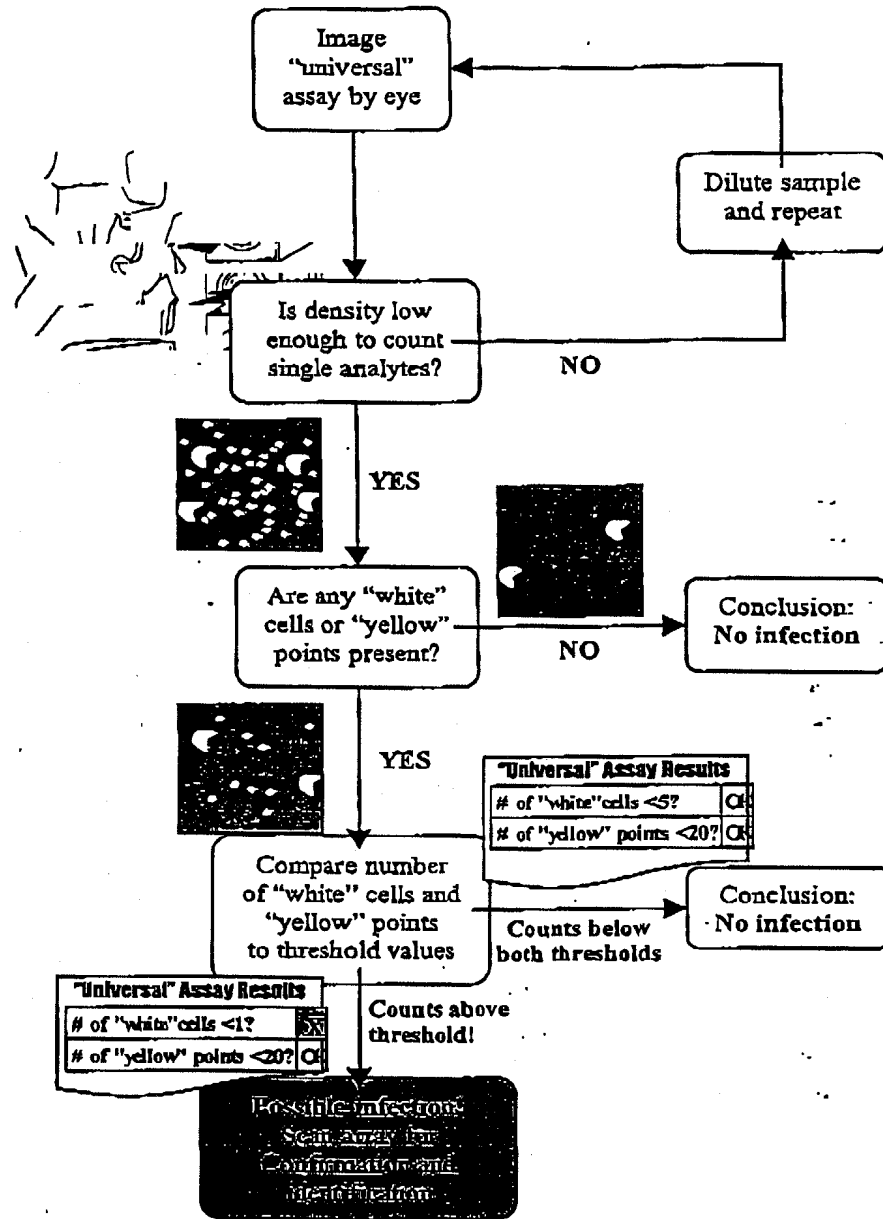 Image
“universal”
assay by eye
Dilute sample
and repeat
Is density low
enough to count
single analytes?
NO
YES
Are any “white”
cells or “yellow”
points present?
NO
Conclusion:
No infection
YES
"Universal" Assay Results
# of "white"cells <5?
# of "yellow" points <20?
Compare number
of “white” cells and
“yellow” points
to threshold values
Counts below
both thresholds
Conclusion:
No infection
"Universal" Assay Results
# of "white"cells <1?
# of "yellow" points <20?
Counts above
threshold!
Possible infection!
Scan array for
Confirmation and
identification